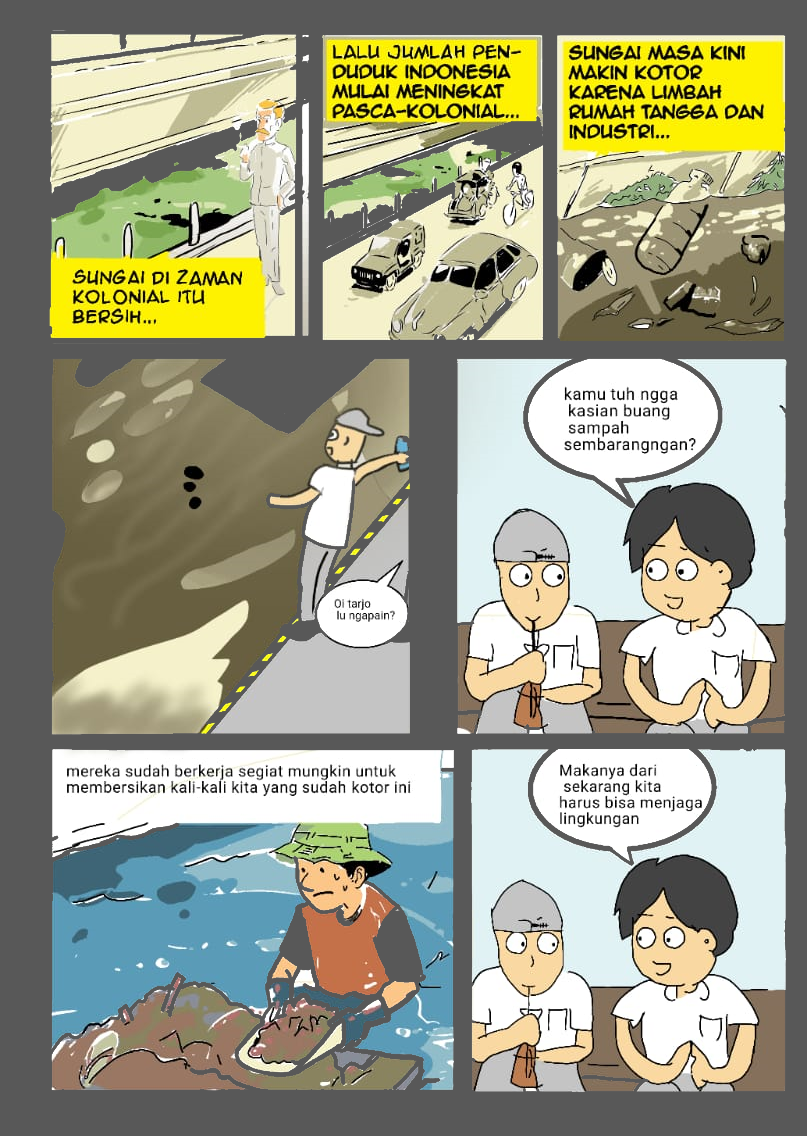 SUNGAI DI ZAMAN
KOLONIAL ITU
BERSIH...
LALU JUMLAH PEN-
DUDUK INDONESIA
MULAI MENINGKAT
PASCA-KOLONIAL...
SUNGAI MASA KINI
MAKIN KOTOR
KARENA LIMBAH
RUMAH TANGGA DAN
INDUSTRI...
Oi tarjo
lu ngapain?
kamu tuh ngga
kasian buang
sampah
sembarangngan?
mereka sudah berkerja segiat mungkin untuk
membersikan kali-kali kita yang sudah kotor ini
Makanya dari
sekarang kita
harus bisa menjaga
lingkungan